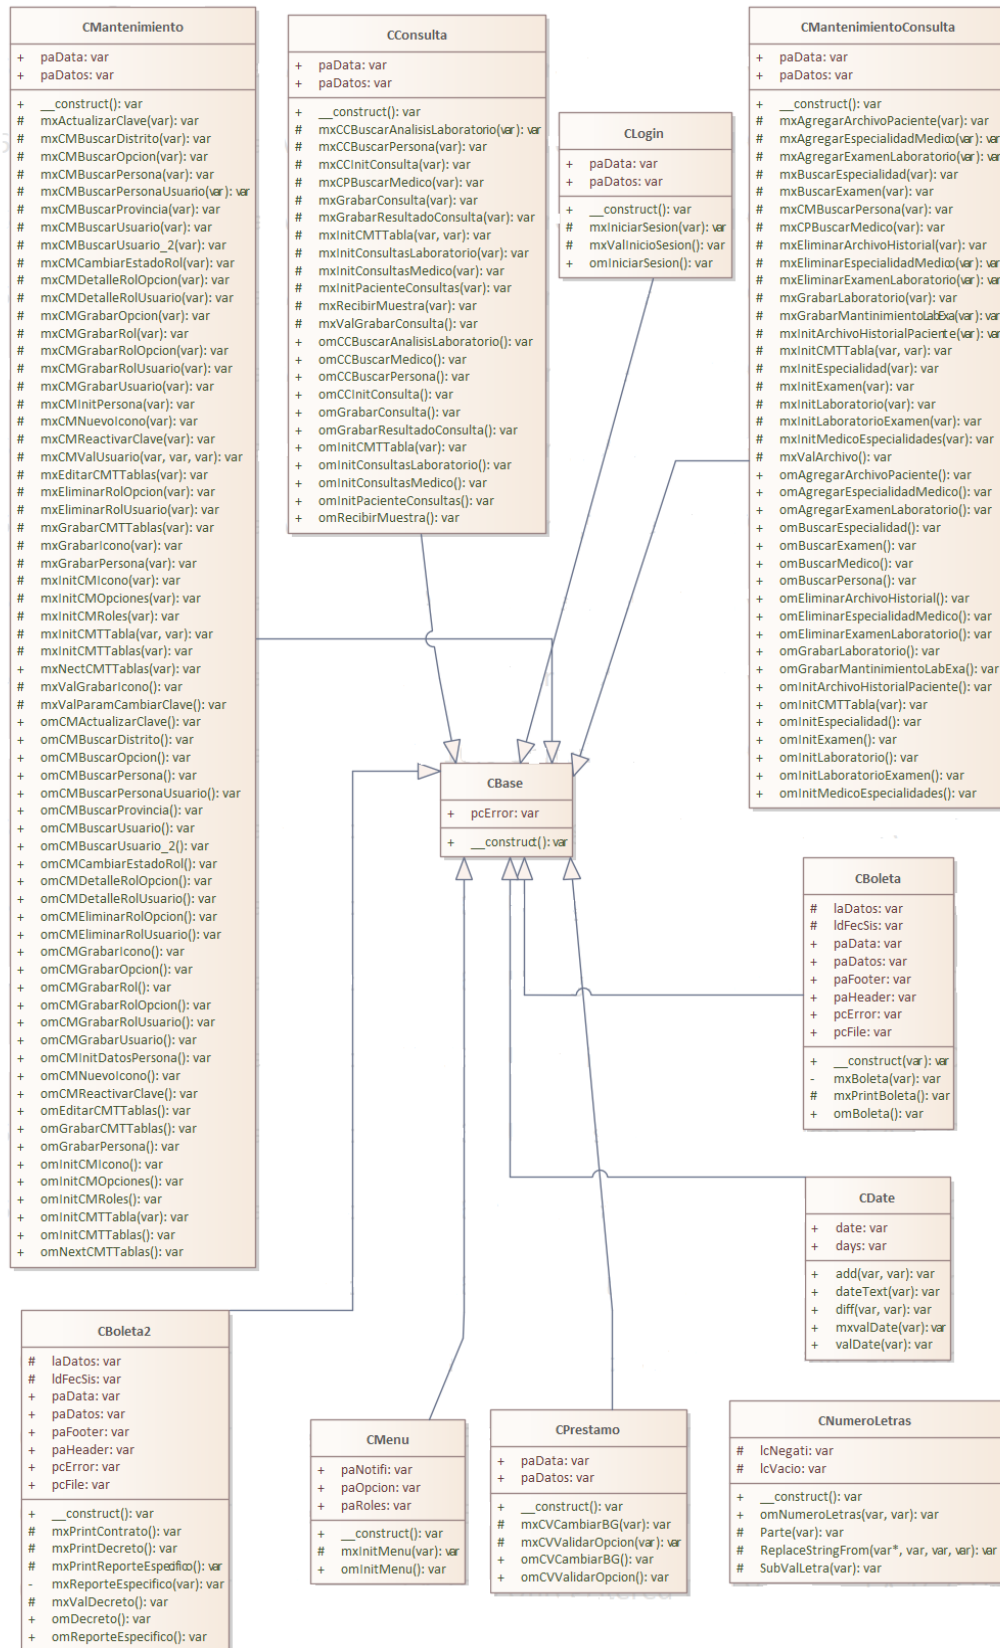 CMantenimiento
+ paData: var
+ paDatos: var
+ __construct(): var
# mxActualizarClave(var): var
# mxCMBuscarDistrito(var): var
# mxCMBuscarOpcion(var): var
# mxCMBuscarPersona(var): var
# mxCMBuscarPersonaUsuario(var): var
# mxCMBuscarProvincia(var): var
# mxCMBuscarUsuario(var): var
# mxCMBuscarUsuario_2(var): var
# mxCMCambiarEstadoRol(var): var
# mxCMDetalleRolOpcion(var): var
# mxCMDetalleRolUsuario(var): var
# mxCMGrabarOpcion(var): var
# mxCMGrabarRol(var): var
# mxCMGrabarRolOpcion(var): var
# mxCMGrabarRolUsuario(var): var
# mxCMGrabarUsuario(var): var
# mxCMInitPersona(var): var
# mxCMNuevoIcono(var): var
# mxCMReactivarClave(var): var
# mxCMValUsuario(var, var, var): var
# mxEditarCMTTablas(var): var
# mxEliminarRolOpcion(var): var
# mxEliminarRolUsuario(var): var
# mxGrabarCMTTablas(var): var
# mxGrabarIcono(var): var
# mxGrabarPersona(var): var
# mxInitCMIcono(var): var
# mxInitCMOpciones(var): var
# mxInitCMRoles(var): var
# mxInitCMTTabla(var, var): var
# mxInitCMTTablas(var): var
+ mxNectCMTTablas(var): var
# mxValGrabarIcono(): var
# mxValParamCambiarClave(): var
+ omCMActualizarClave(): var
+ omCMBuscarDistrito(): var
+ omCMBuscarOpcion(): var
+ omCMBuscarPersona(): var
+ omCMBuscarPersonaUsuario(): var
+ omCMBuscarProvincia(): var
+ omCMBuscarUsuario(): var
+ omCMBuscarUsuario_2(): var
+ omCMCambiarEstadoRol(): var
+ omCMDetalleRolOpcion(): var
+ omCMDetalleRolUsuario(): var
+ omCMEliminarRolOpcion(): var
+ omCMEliminarRolUsuario(): var
+ omCMGrabarIcono(): var
+ omCMGrabarOpcion(): var
+ omCMGrabarRol(): var
+ omCMGrabarRolOpcion(): var
+ omCMGrabarRolUsuario(): var
+ omCMGrabarUsuario(): var
+ omCMInitDatosPersona(): var
+ omCMNuevoIcono(): var
+ omCMReactivarClave(): var
+ omEditarCMTTablas(): var
+ omGrabarCMTTablas(): var
+ omGrabarPersona(): var
+ omInitCMIcono(): var
+ omInitCMOpciones(): var
+ omInitCMRoles(): var
+ omInitCMTTabla(var): var
+ omInitCMTTablas(): var
+ omNextCMTTablas(): var
CConsulta
+ paData: var
+ paDatos: var
+ __construct(): var
# mxCCBuscarAnalisisLaboratorio(var): var
# mxCCBuscarPersona(var): var
# mxCCInitConsulta(var): var
# mxCPBuscarMedico(var): var
# mxGrabarConsulta(var): var
# mxGrabarResultadoConsulta(var): var
# mxInitCMTTabla(var, var): var
# mxInitConsultasLaboratorio(var): var
# mxInitConsultasMedico(var): var
# mxInitPacienteConsultas(var): var
# mxRecibirMuestra(var): var
# mxValGrabarConsulta(): var
+ omCCBuscarAnalisisLaboratorio(): var
+ omCCBuscarMedico(): var
+ omCCBuscarPersona(): var
+ omCCInitConsulta(): var
+ omGrabarConsulta(): var
+ omGrabarResultadoConsulta(): var
+ omInitCMTTabla(var): var
+ omInitConsultasLaboratorio(): var
+ omInitConsultasMedico(): var
+ omInitPacienteConsultas(): var
+ omRecibirMuestra(): var
CLogin
+ paData: var
+ paDatos: var
+ __construct(): var
# mxIniciarSesion(var): var
# mxValInicioSesion(): var
+ omIniciarSesion(): var
CMantenimientoConsulta
+ paData: var
+ paDatos: var
+ __construct(): var
# mxAgregarArchivoPaciente(var): var
# mxAgregarEspecialidadMedico(var): var
# mxAgregarExamenLaboratorio(var): var
# mxBuscarEspecialidad(var): var
# mxBuscarExamen(var): var
# mxCMBuscarPersona(var): var
# mxCPBuscarMedico(var): var
# mxEliminarArchivoHistorial(var): var
# mxEliminarEspecialidadMedico(var): var
# mxEliminarExamenLaboratorio(var): var
# mxGrabarLaboratorio(var): var
# mxGrabarMantinimientoLabExa(var): var
# mxInitArchivoHistorialPaciente(var): var
# mxInitCMTTabla(var, var): var
# mxInitEspecialidad(var): var
# mxInitExamen(var): var
# mxInitLaboratorio(var): var
# mxInitLaboratorioExamen(var): var
# mxInitMedicoEspecialidades(var): var
# mxValArchivo(): var
+ omAgregarArchivoPaciente(): var
+ omAgregarEspecialidadMedico(): var
+ omAgregarExamenLaboratorio(): var
+ omBuscarEspecialidad(): var
+ omBuscarExamen(): var
+ omBuscarMedico(): var
+ omBuscarPersona(): var
+ omEliminarArchivoHistorial(): var
+ omEliminarEspecialidadMedico(): var
+ omEliminarExamenLaboratorio(): var
+ omGrabarLaboratorio(): var
+ omGrabarMantinimientoLabExa(): var
+ omInitArchivoHistorialPaciente(): var
+ omInitCMTTabla(var): var
+ omInitEspecialidad(): var
+ omInitExamen(): var
+ omInitLaboratorio(): var
+ omInitLaboratorioExamen(): var
+ omInitMedicoEspecialidades(): var
CBase
+ pcError: var
+ __construct(): var
CBoleta
# laDatos: var
# ldFecSis: var
+ paData: var
+ paDatos: var
+ paFooter: var
+ paHeader: var
+ pcError: var
+ pcFile: var
+ __construct(var): var
- mxBoleta(var): var
# mxPrintBoleta(): var
+ omBoleta(): var
CDate
+ date: var
+ days: var
+ add(var, var): var
+ dateText(var): var
+ diff(var, var): var
+ mxvalDate(var): var
+ valDate(var): var
CBoleta2
# laDatos: var
# ldFecSis: var
+ paData: var
+ paDatos: var
+ paFooter: var
+ paHeader: var
+ pcError: var
+ pcFile: var
+ __construct(): var
# mxPrintContrato(): var
# mxPrintDecreto(): var
# mxPrintReporteEspecifico(): var
- mxReporteEspecifico(var): var
# mxValDecreto(): var
+ omDecreto(): var
+ omReporteEspecifico(): var
CMenu
+ paNotifi: var
+ paOpcion: var
+ paRoles: var
+ __construct(): var
# mxInitMenu(var): var
+ omInitMenu(): var
CPrestamo
+ paData: var
+ paDatos: var
+ __construct(): var
# mxCVCambiarBG(var): var
# mxCVValidarOpcion(var): var
+ omCVCambiarBG(): var
+ omCVValidarOpcion(): var
CNumeroLetras
# lcNegati: var
# lcVacio: var
+ __construct(): var
+ omNumeroLetras(var, var): var
# Parte(var): var
# ReplaceStringFrom(var*, var, var, var): var
# SubValLetra(var): var